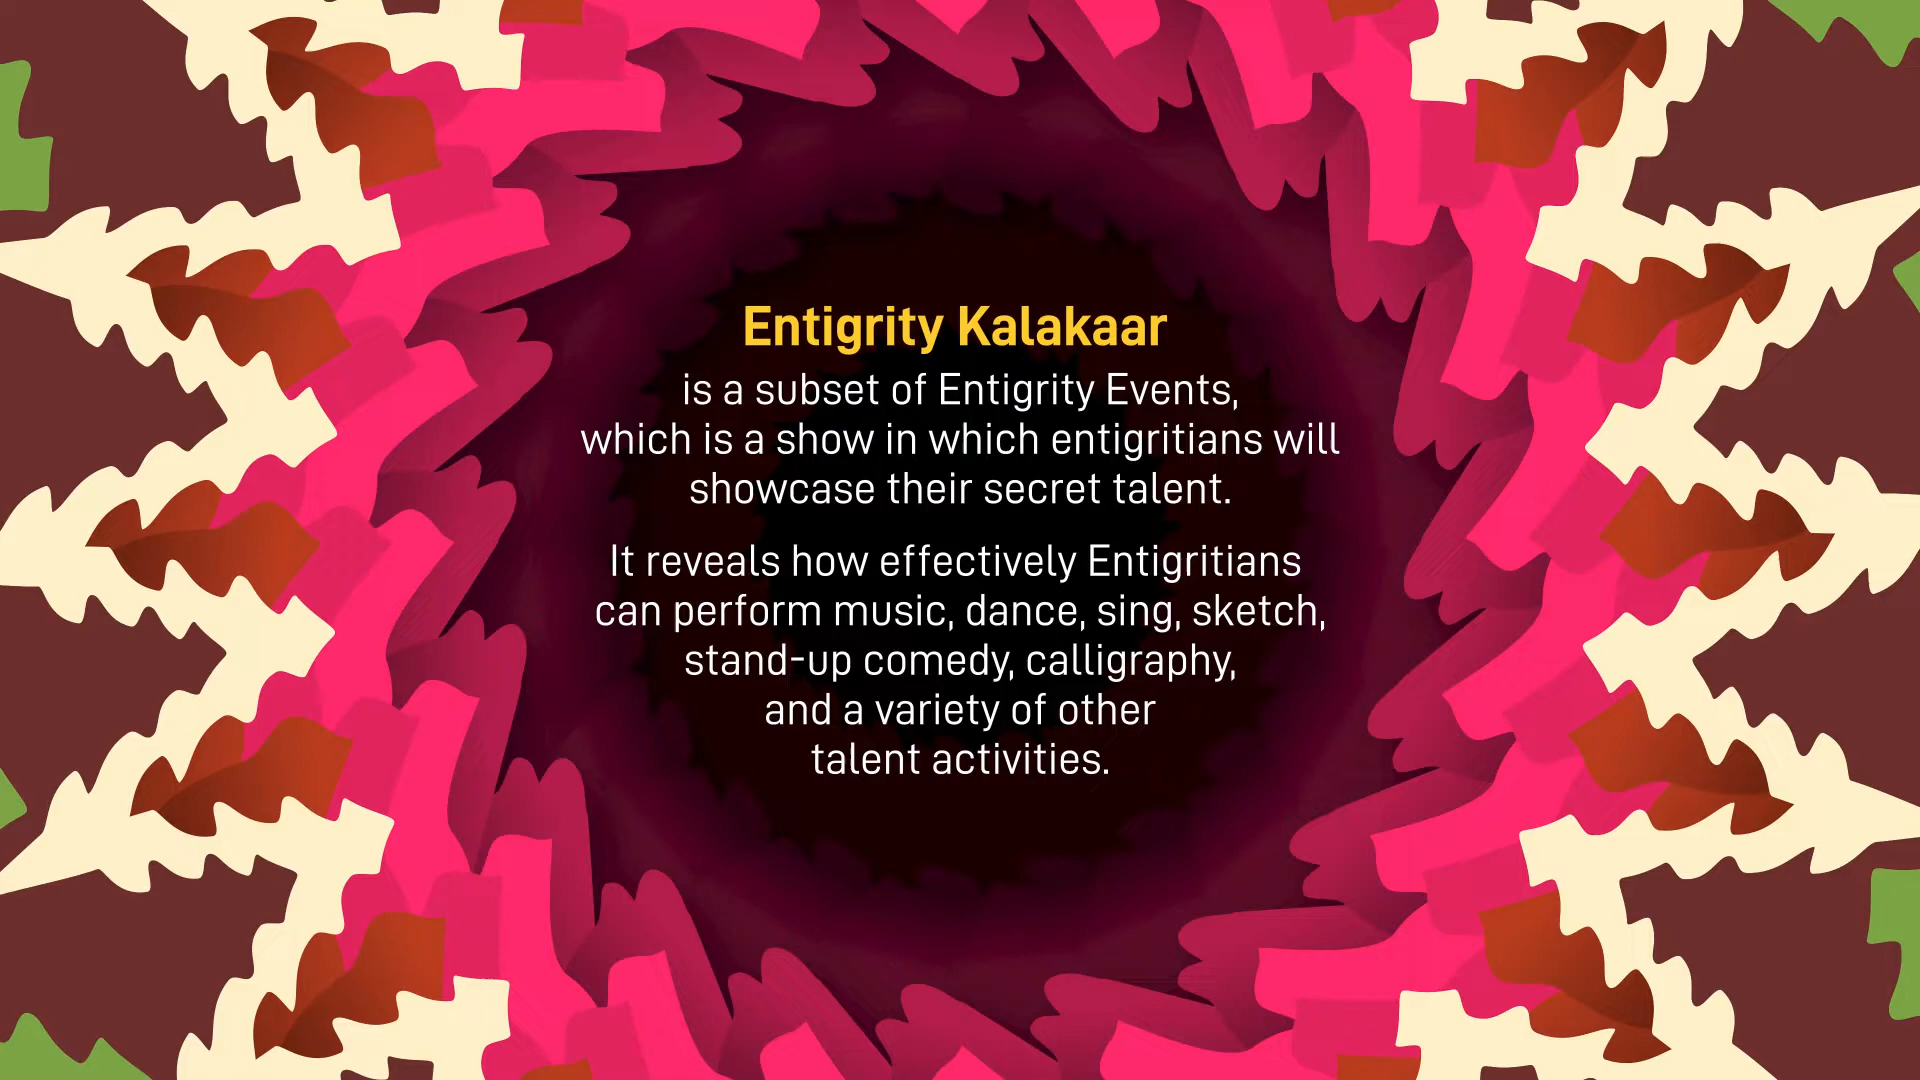 Entigrity Kalakaar
is a subset of Entigrity Events,
which is a show in which entigritians will
showcase their secret talent.
It reveals how effectively Entigritians
can perform music, dance, sing, sketch,
stand-up comedy, calligraphy,
and a variety of other
talent activities.